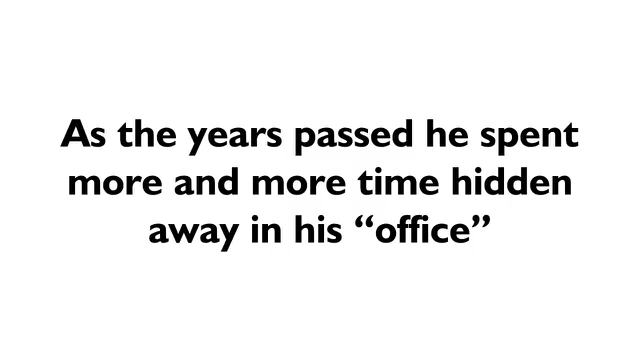 As the years passed he spent
more and more time hidden
away in his “office”